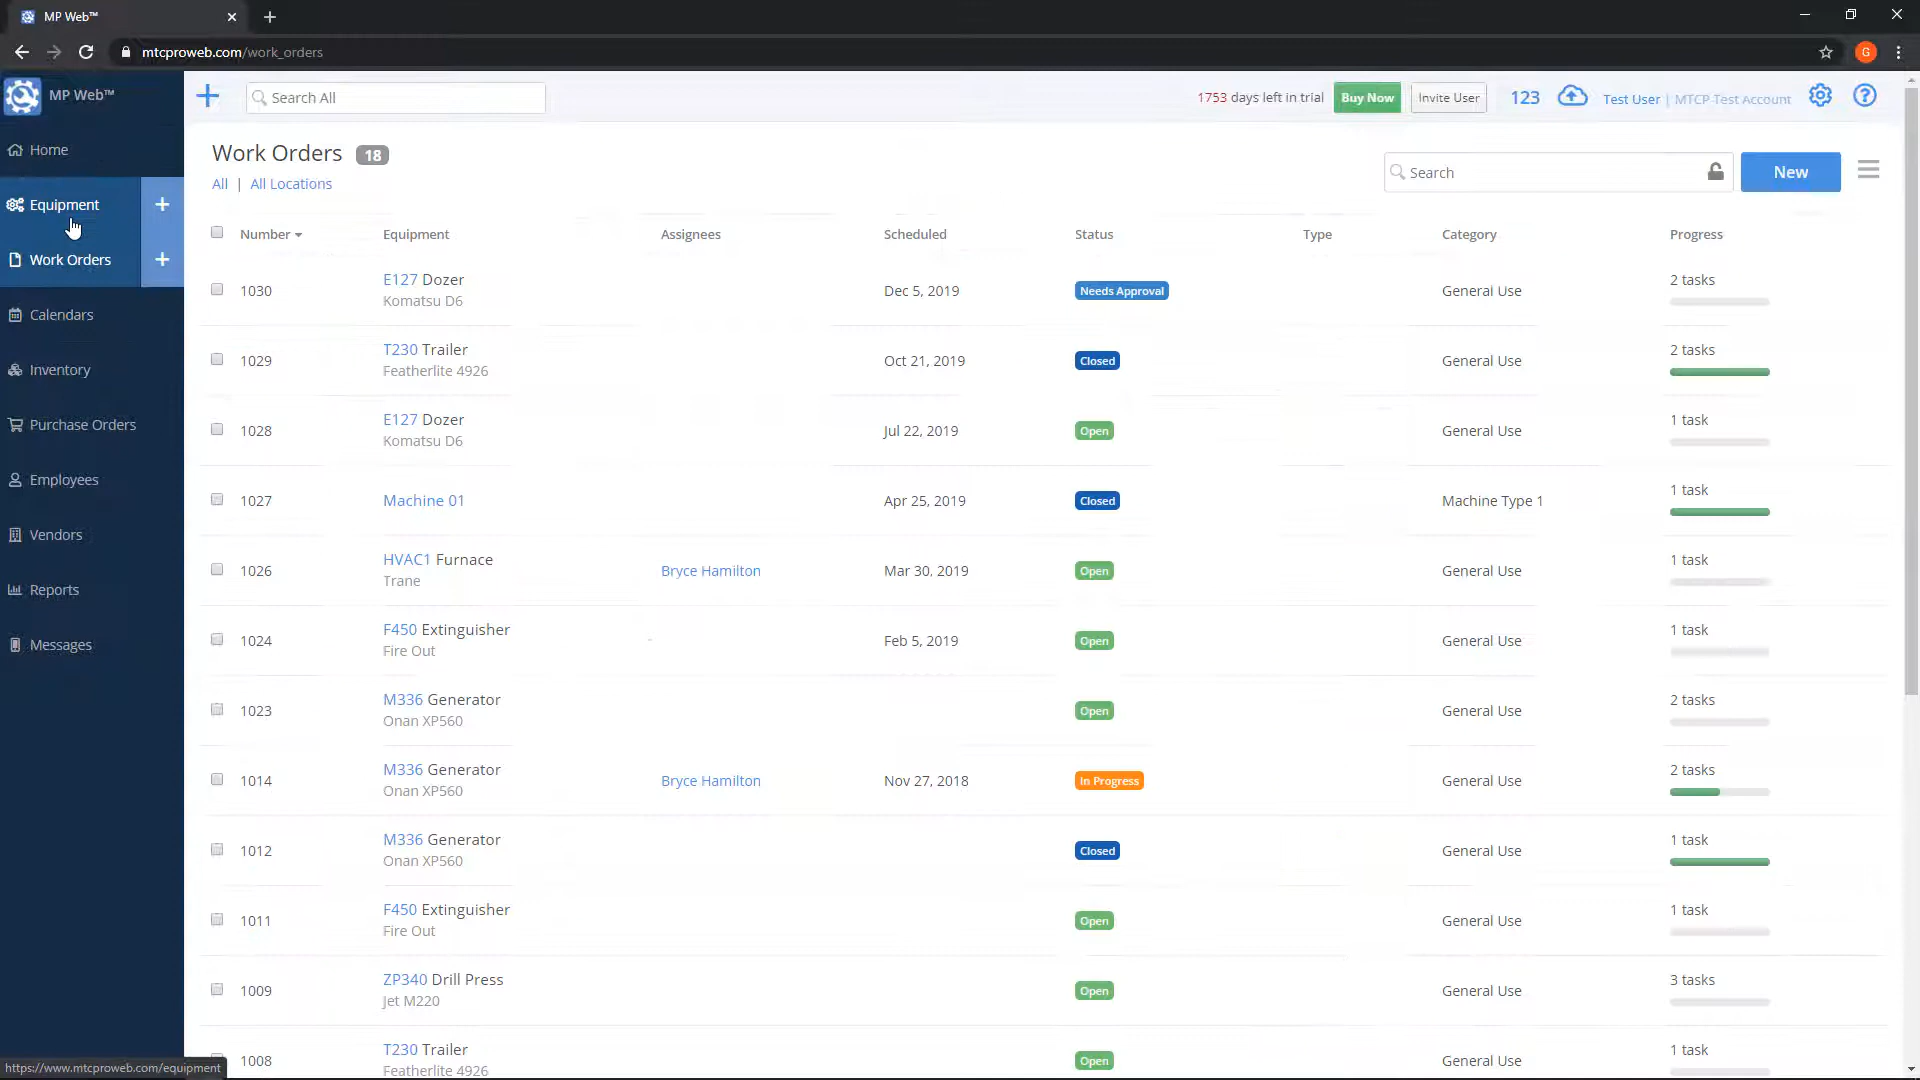 MP Web™
mtcproweb.com/work_orders
G
MP Web™
Search All
1753 days left in trial
Buy Now
Invite User
123
Test User | MTCP Test Account
Home
Equipment
Work Orders
Calendars
Inventory
Purchase Orders
Employees
Vendors
Reports
Messages
Work Orders 18
All | All Locations
Search
New
Number Equipment Assignees Scheduled Status Type Category Progress
1030 E127 Dozer Dec 5, 2019 Needs Approval General Use 2 tasks
Komatsu D6
1029 T230 Trailer Oct 21, 2019 Closed General Use 2 tasks
Featherlite 4926
1028 E127 Dozer Jul 22, 2019 Open General Use 1 task
Komatsu D6
1027 Machine 01 Apr 25, 2019 Closed Machine Type 1 1 task
1026 HVAC1 Furnace Bryce Hamilton Mar 30, 2019 Open General Use 1 task
Trane
1024 F450 Extinguisher Feb 5, 2019 Open General Use 1 task
Fire Out
1023 M336 Generator Open General Use 2 tasks
Onan XP560
1014 M336 Generator Bryce Hamilton Nov 27, 2018 In Progress General Use 2 tasks
Onan XP560
1012 M336 Generator Closed General Use 1 task
Onan XP560
1011 F450 Extinguisher Open General Use 1 task
Fire Out
1009 ZP340 Drill Press Open General Use 3 tasks
Jet M220
1008 T230 Trailer Open General Use 1 task
Featherlite 4926
https://www.mtcproweb.com/equipment